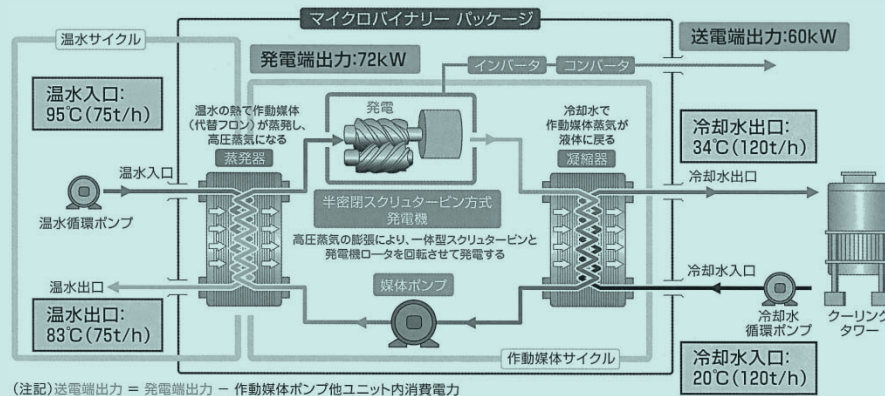 マイクロバイナリー パッケージ
温水サイクル
発電端出力:72kW
送電端出力:60kW
インバータ
コンバータ
温水入口:
95℃(75t/h)
温水の熱で作動媒体
(代替フロン)が蒸発し、
高圧蒸気になる
蒸発器
発電
冷却水で
作動媒体蒸気が
液体に戻る
凝縮器
冷却水出口:
34℃(120t/h)
温水入口
冷却水出口
温水循環ポンプ
半密閉スクリュタービン方式
発電機
高圧蒸気の膨張により、一体型スクリュタービンと
発電機ロータを回転させて発電する
温水出口
媒体ポンプ
冷却水入口
温水出口:
83℃(75t/h)
冷却水
循環ポンプ
クーリング
タワー
作動媒体サイクル
冷却水入口:
20℃(120t/h)
(注記)送電端出力 = 発電端出力 − 作動媒体ポンプ他ユニット内消費電力